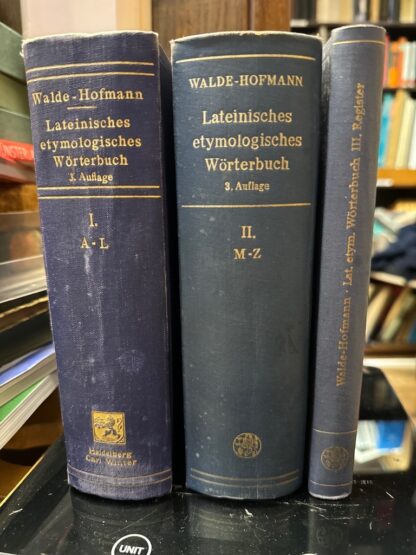 Walde-Hofmann
Lateinisches
etymologisches
Wörterbuch
3. Auflage
I.
A-L
Heidelberg
Carl Winter
WALDE-HOFMANN
Lateinisches
etymologisches
Wörterbuch
3. Auflage
II.
M-Z
Walde-Hofmann · Lat. etym. Wörterbuch III. Register
UNIT